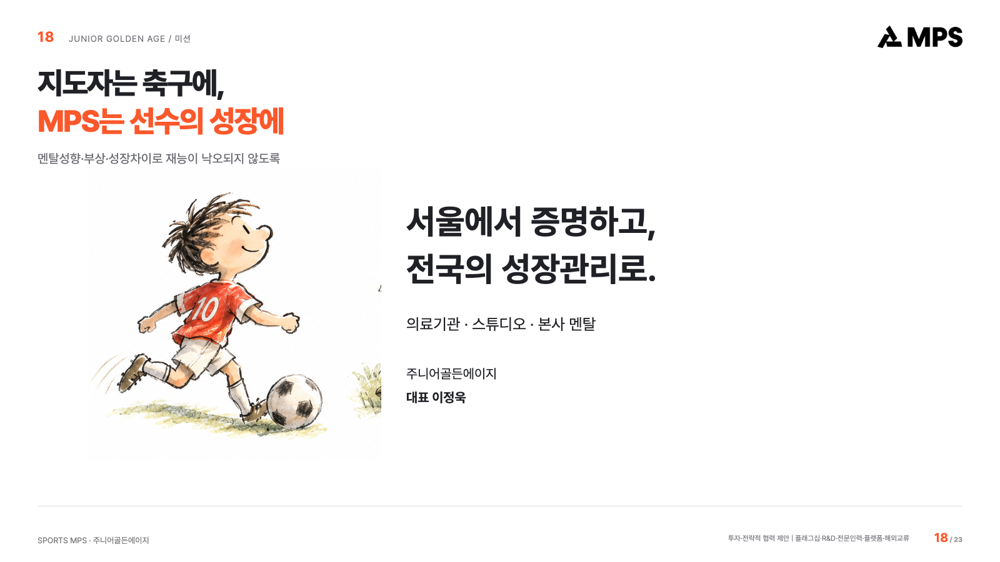 18 JUNIOR GOLDEN AGE / 미션
MPS
지도자는 축구에,
MPS는 선수의 성장에
멘탈성향·부상·성장차이로 재능이 낙오되지 않도록
10
서울에서 증명하고,
전국의 성장관리로.
의료기관 · 스튜디오 · 본사 멘탈
주니어골든에이지
대표 이정욱
SPORTS MPS · 주니어골든에이지
투자·전략적 협력 제안 | 플래그십·R&D·전문인력·플랫폼·해외교류
18 / 23